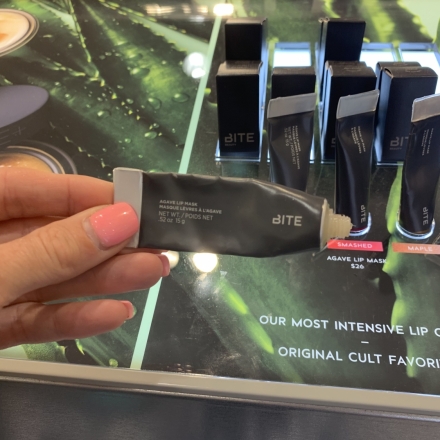 BITE
AGAVE LIP MASK
MASQUE LÈVRES À L'AGAVE
NET WT. / POIDS NET
.52 oz 15 g
BITE
SMASHED
MAPLE
AGAVE LIP MASK
$26
OUR MOST INTENSIVE LIP
–
ORIGINAL CULT FAVORI